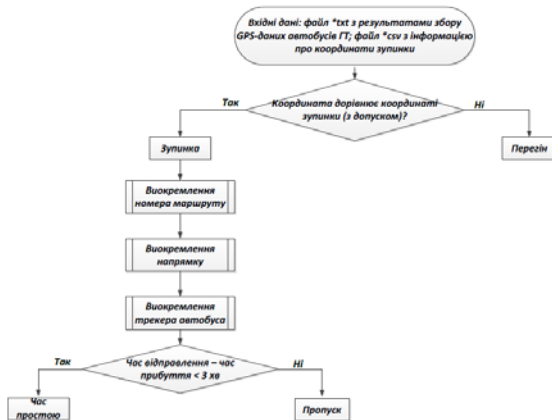 Вхідні дані: файл *txt з результатами збору
GPS-даних автобусів ГТ; файл *csv з інформацією
про координати зупинки
Так
Координата дорівнює координаті
зупинки (з допуском)?
Ні
Зупинка
Перегін
Виокремлення
номера маршруту
Виокремлення
напрямку
Виокремлення
трекера автобуса
Так
Час відправлення – час
прибуття < 3 хв
Ні
Час
простою
Пропуск